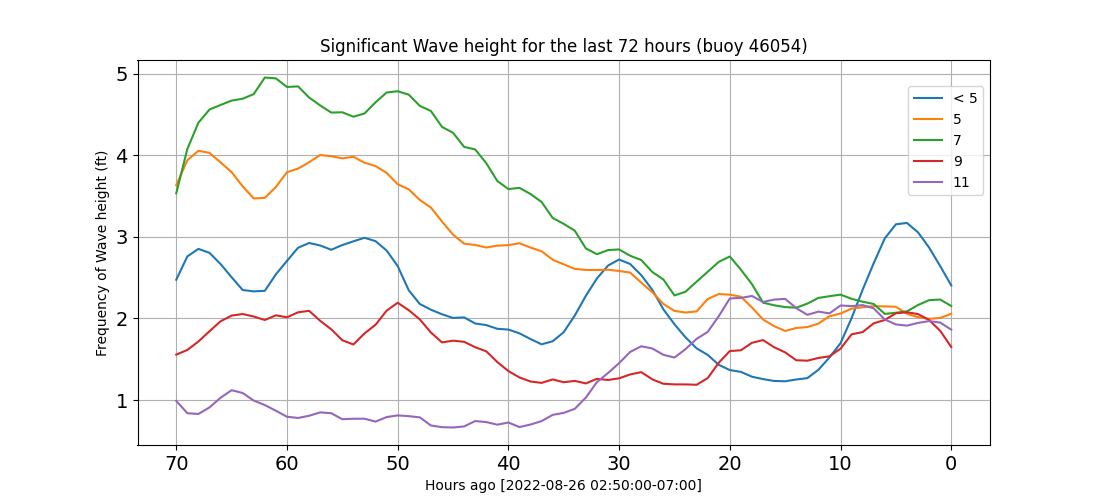 Significant Wave height for the last 72 hours (buoy 46054)
Frequency of Wave height (ft)
5
4
3
2
1
< 5
5
7
9
11
70 60 50 40 30 20 10 0
Hours ago [2022-08-26 02:50:00-07:00]